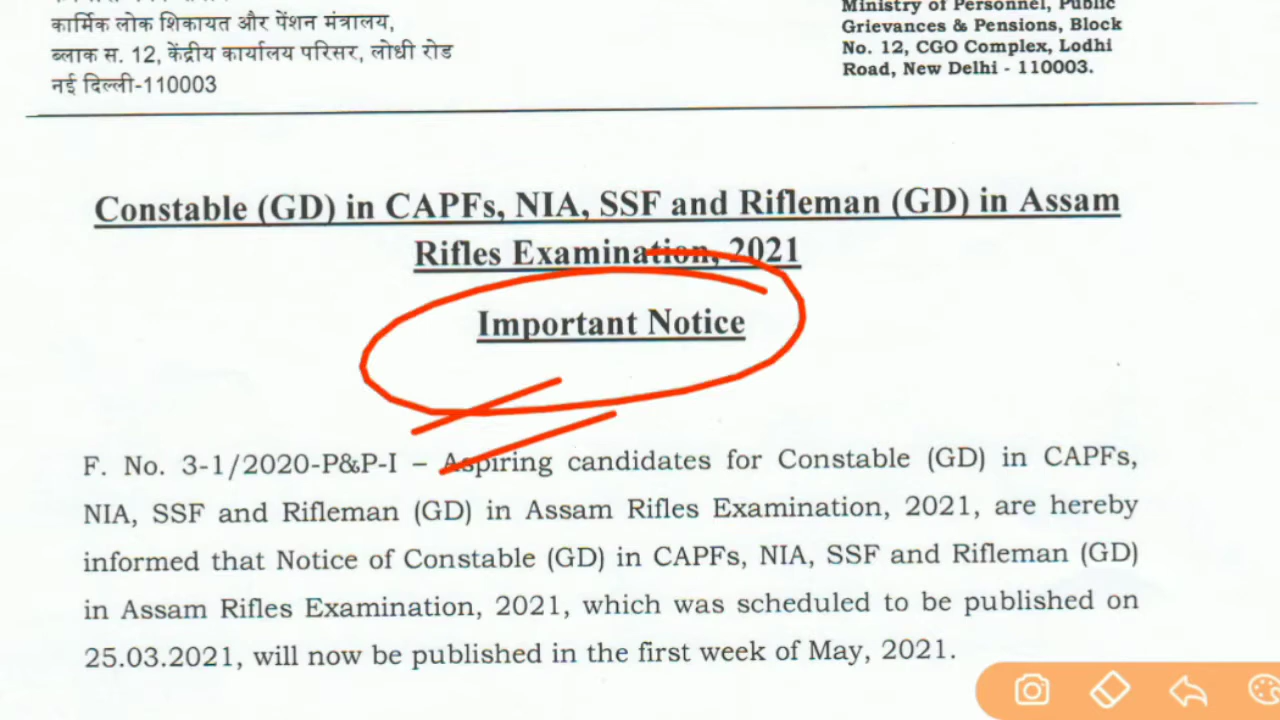 कार्मिक लोक शिकायत और पेंशन मंत्रालय,
ब्लाक स. 12, केंद्रीय कार्यालय परिसर, लोधी रोड
नई दिल्ली-110003
Ministry of Personnel, Public
Grievances & Pensions, Block
No. 12, CGO Complex, Lodhi
Road, New Delhi - 110003.
Constable (GD) in CAPFs, NIA, SSF and Rifleman (GD) in Assam
Rifles Examination, 2021
Important Notice
F. No. 3-1/2020-P&P-I – Aspiring candidates for Constable (GD) in CAPFs,
NIA, SSF and Rifleman (GD) in Assam Rifles Examination, 2021, are hereby
informed that Notice of Constable (GD) in CAPFs, NIA, SSF and Rifleman (GD)
in Assam Rifles Examination, 2021, which was scheduled to be published on
25.03.2021, will now be published in the first week of May, 2021.